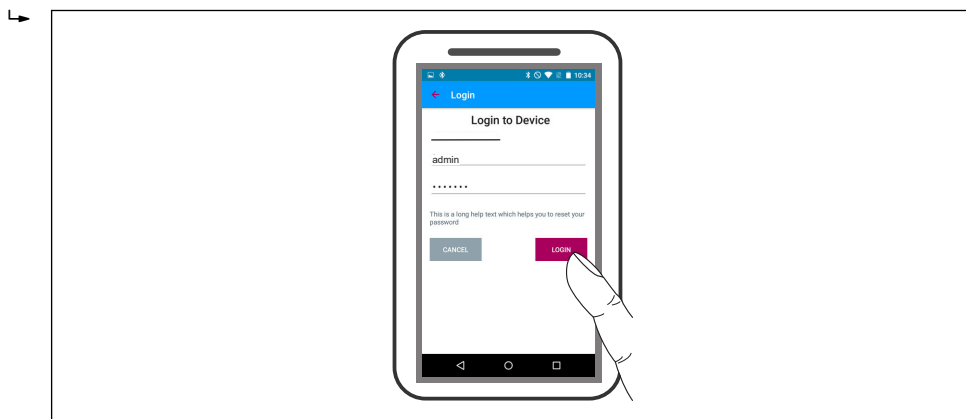 10:34
Login
Login to Device
admin
•••••••
This is a long help text which helps you to reset your
password
CANCEL
LOGIN